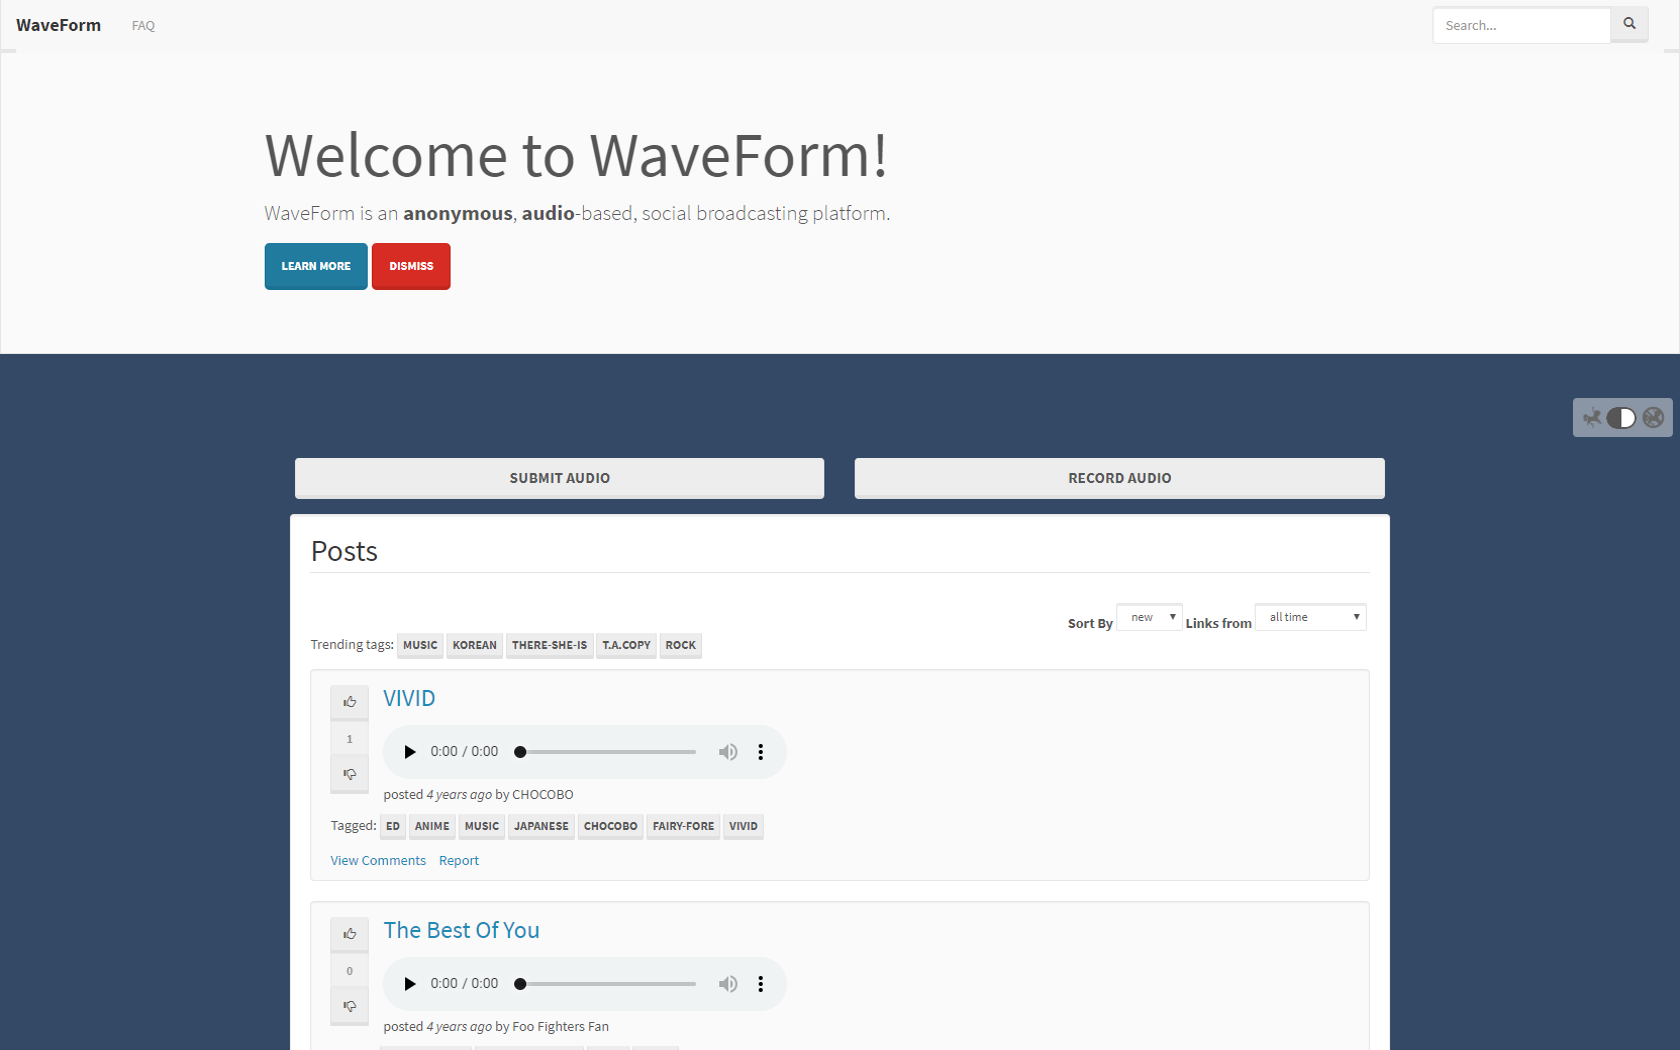 WaveForm FAQ Search...
Welcome to WaveForm!
WaveForm is an anonymous, audio-based, social broadcasting platform.
LEARN MORE DISMISS
SUBMIT AUDIO RECORD AUDIO
Posts
Sort By new Links from all time
Trending tags: MUSIC KOREAN THERE-SHE-IS T.A.COPY ROCK
VIVID
1
0:00 / 0:00
posted 4 years ago by CHOCOBO
Tagged: ED ANIME MUSIC JAPANESE CHOCOBO FAIRY-FORE VIVID
View Comments Report
The Best Of You
0
0:00 / 0:00
posted 4 years ago by Foo Fighters Fan